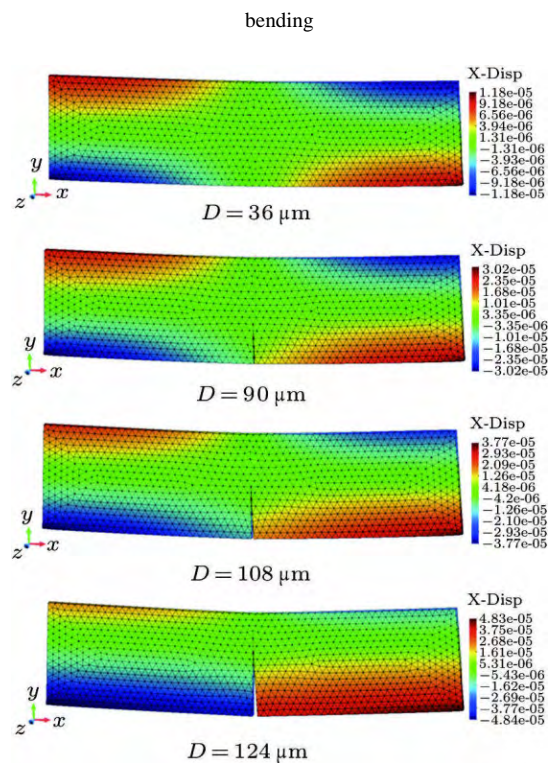 bending
X-Disp
1.18e-05
9.18e-06
6.56e-06
3.94e-06
1.31e-06
−1.31e-06
−3.93e-06
−6.56e-06
−9.18e-06
−1.18e-05
y
z x
D = 36 µm
X-Disp
3.02e-05
2.35e-05
1.68e-05
1.01e-05
3.35e-06
−3.35e-06
−1.01e-05
−1.68e-05
−2.35e-05
−3.02e-05
y
z x
D = 90 µm
X-Disp
3.77e-05
2.93e-05
2.09e-05
1.26e-05
4.18e-06
−4.2e-06
−1.26e-05
−2.10e-05
−2.93e-05
−3.77e-05
y
z x
D = 108 µm
X-Disp
4.83e-05
3.75e-05
2.68e-05
1.61e-05
5.31e-06
−5.43e-06
−1.62e-05
−2.69e-05
−3.77e-05
−4.84e-05
y
z x
D = 124 µm